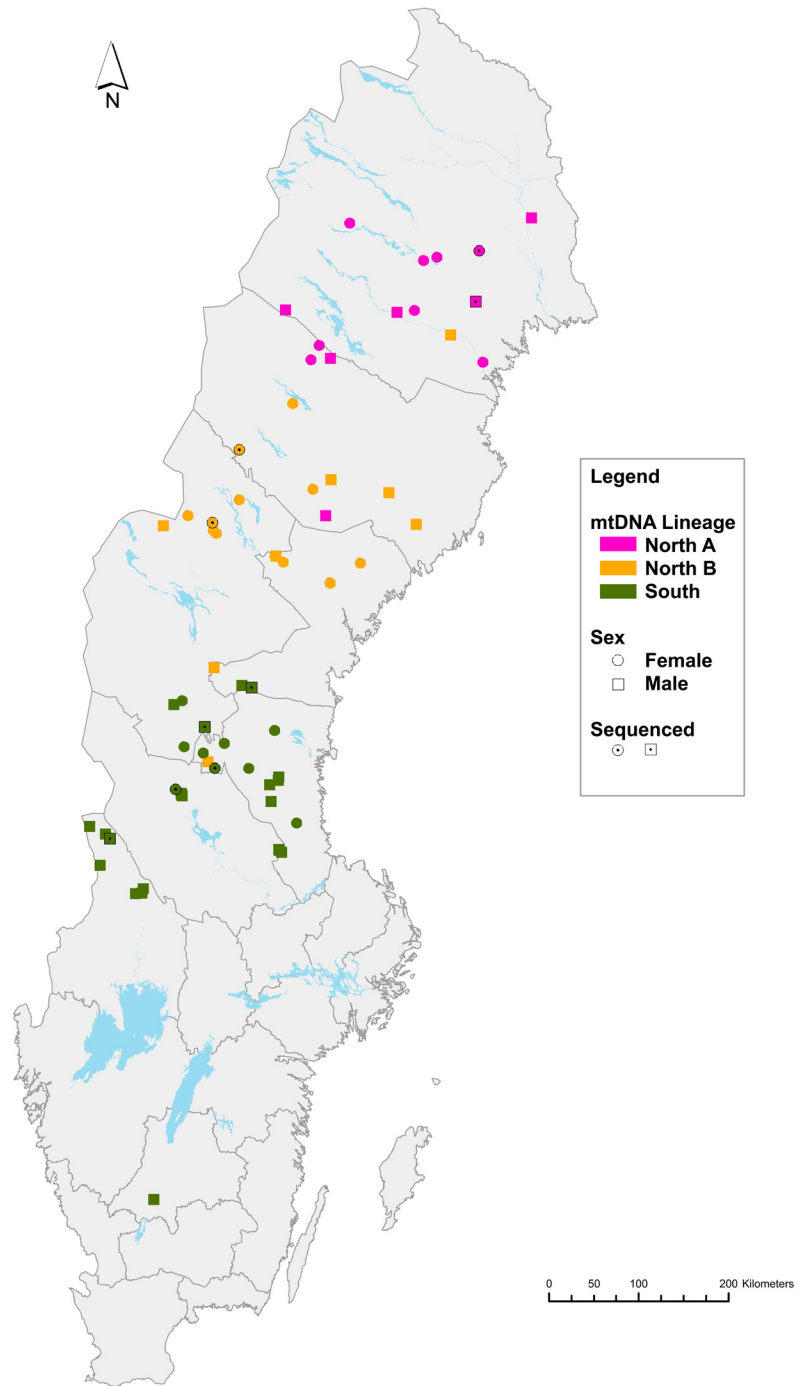 N
Legend
mtDNA Lineage
North A
North B
South
Sex
Female
Male
Sequenced
0 50 100 200 Kilometers